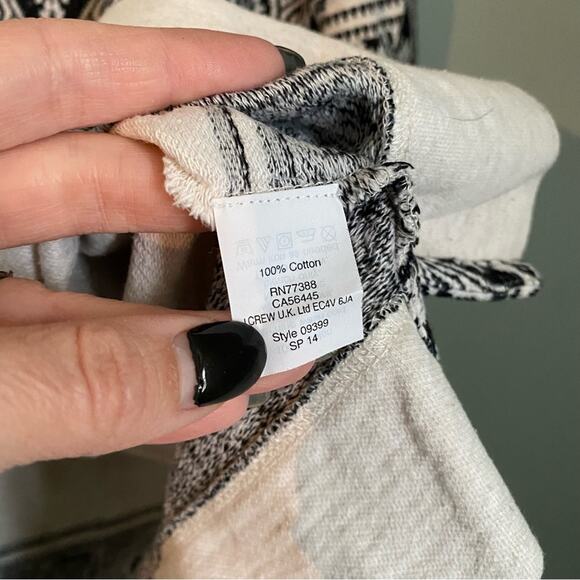 100% Cotton
RN77388
CA56445
J.CREW U.K. Ltd EC4V 6JA
Style 09399
SP 14